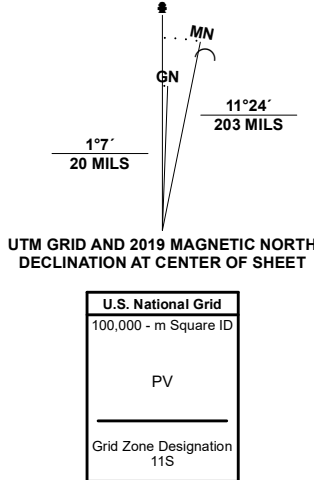 MN
GN
11°24´
203 MILS
1°7´
20 MILS
UTM GRID AND 2019 MAGNETIC NORTH
DECLINATION AT CENTER OF SHEET
U.S. National Grid
100,000 - m Square ID
PV
Grid Zone Designation
11S